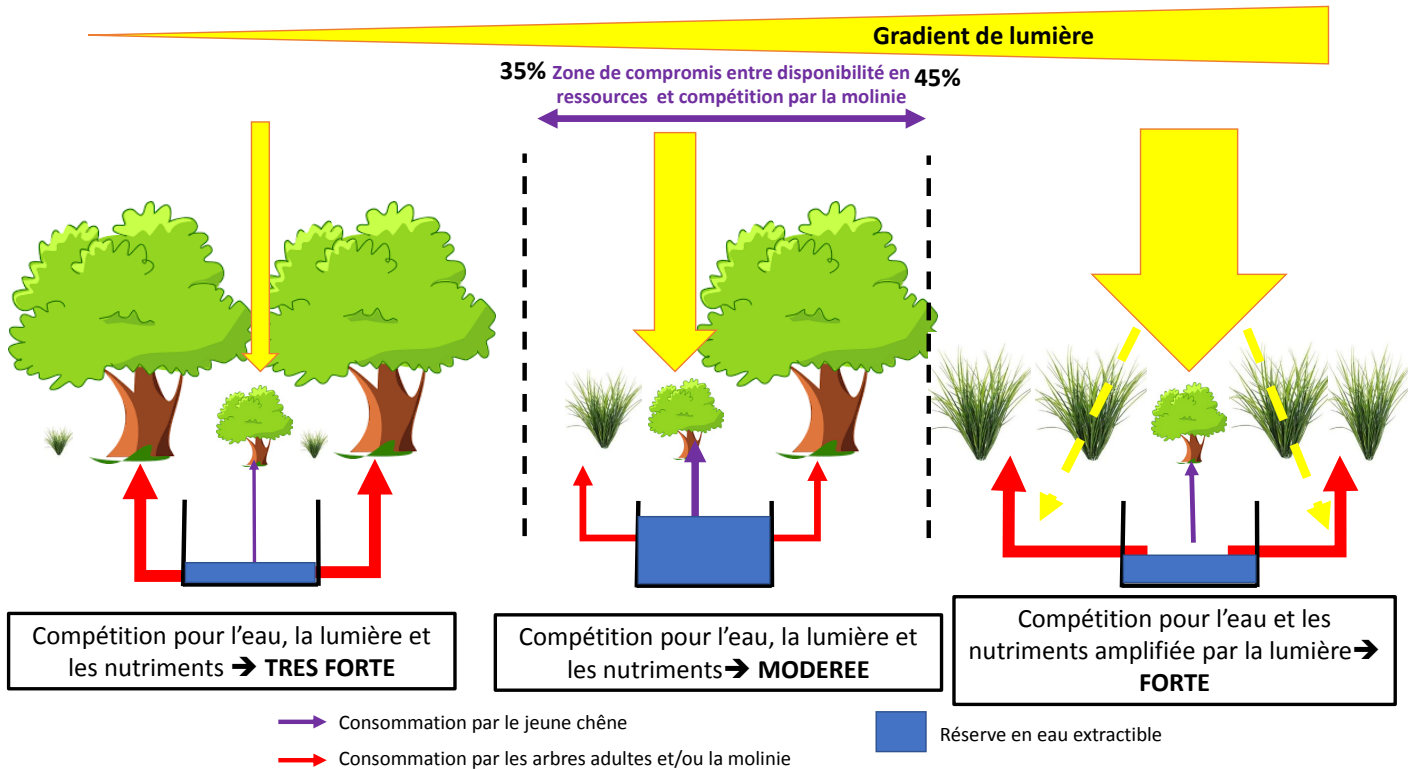 Gradient de lumière
35% Zone de compromis entre disponibilité en 45%
ressources et compétition par la molinie
Compétition pour l'eau, la lumière et
les nutriments ➔ TRES FORTE
Compétition pour l'eau, la lumière et
les nutriments➔ MODEREE
Compétition pour l'eau et les
nutriments amplifiée par la lumière➔
FORTE
Consommation par le jeune chêne
Consommation par les arbres adultes et/ou la molinie
Réserve en eau extractible